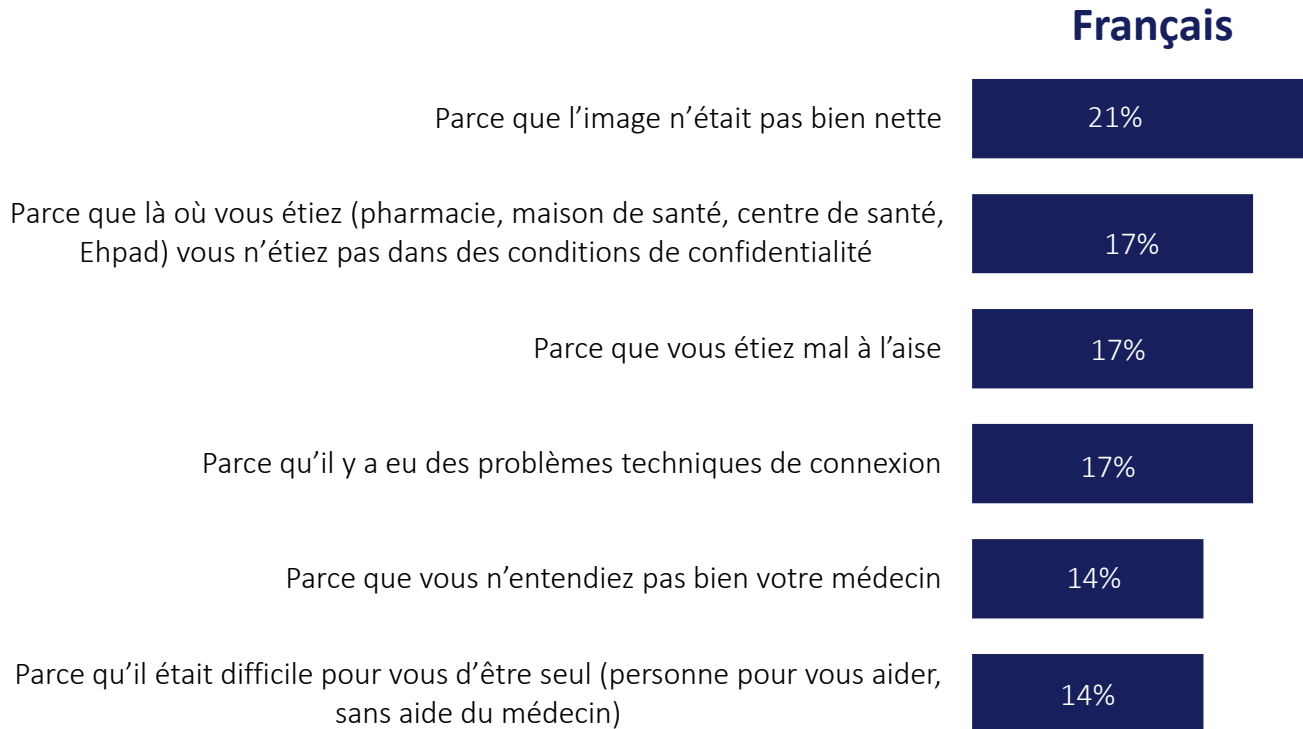 Français
Parce que l’image n’était pas bien nette
21%
Parce que là où vous étiez (pharmacie, maison de santé, centre de santé,
Ehpad) vous n’étiez pas dans des conditions de confidentialité
17%
Parce que vous étiez mal à l’aise
17%
Parce qu’il y a eu des problèmes techniques de connexion
17%
Parce que vous n’entendiez pas bien votre médecin
14%
Parce qu’il était difficile pour vous d’être seul (personne pour vous aider,
sans aide du médecin)
14%